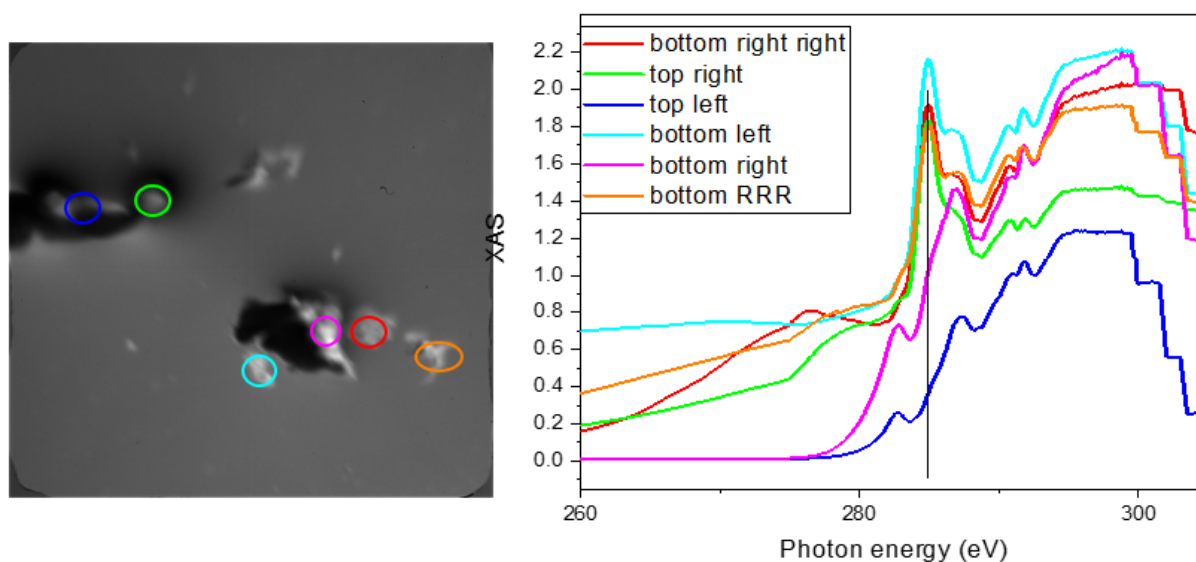 XAS
2.2
2.0
1.8
1.6
1.4
1.2
1.0
0.8
0.6
0.4
0.2
0.0
bottom right right
top right
top left
bottom left
bottom right
bottom RRR
260 280 300
Photon energy (eV)